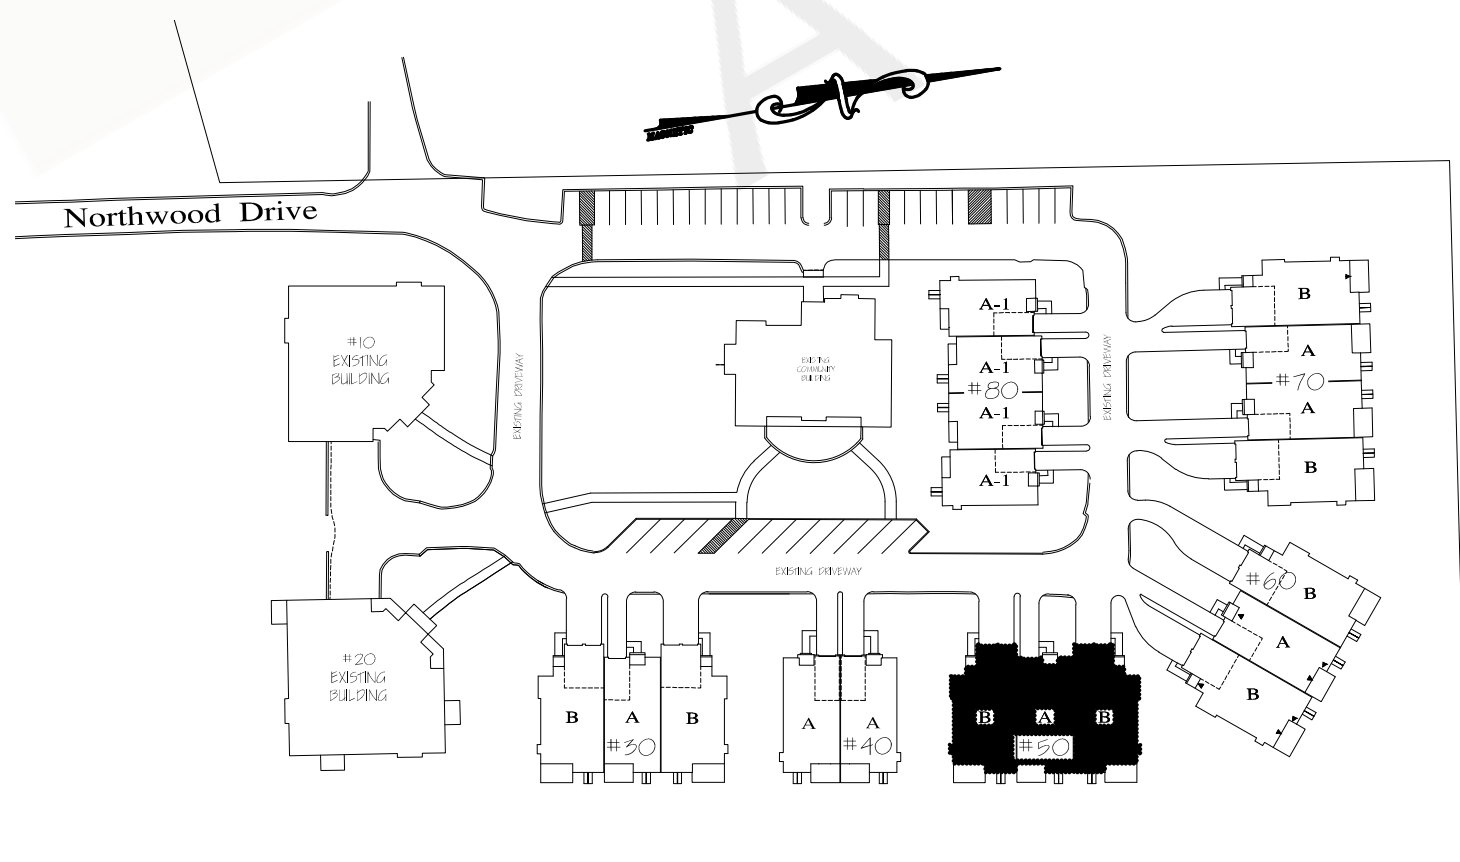 MAGNETIC
Northwood Drive
#10
EXISTING
BUILDING
EXISTING DRIVEWAY
EXISTING
COMMUNITY
BUILDING
A-1
A-1
#80
A-1
A-1
EXISTING DRIVEWAY
B
A
#70
A
B
EXISTING DRIVEWAY
#60
B
A
B
#20
EXISTING
BUILDING
B
A
B
#30
A
A
#40
B
A
B
#50